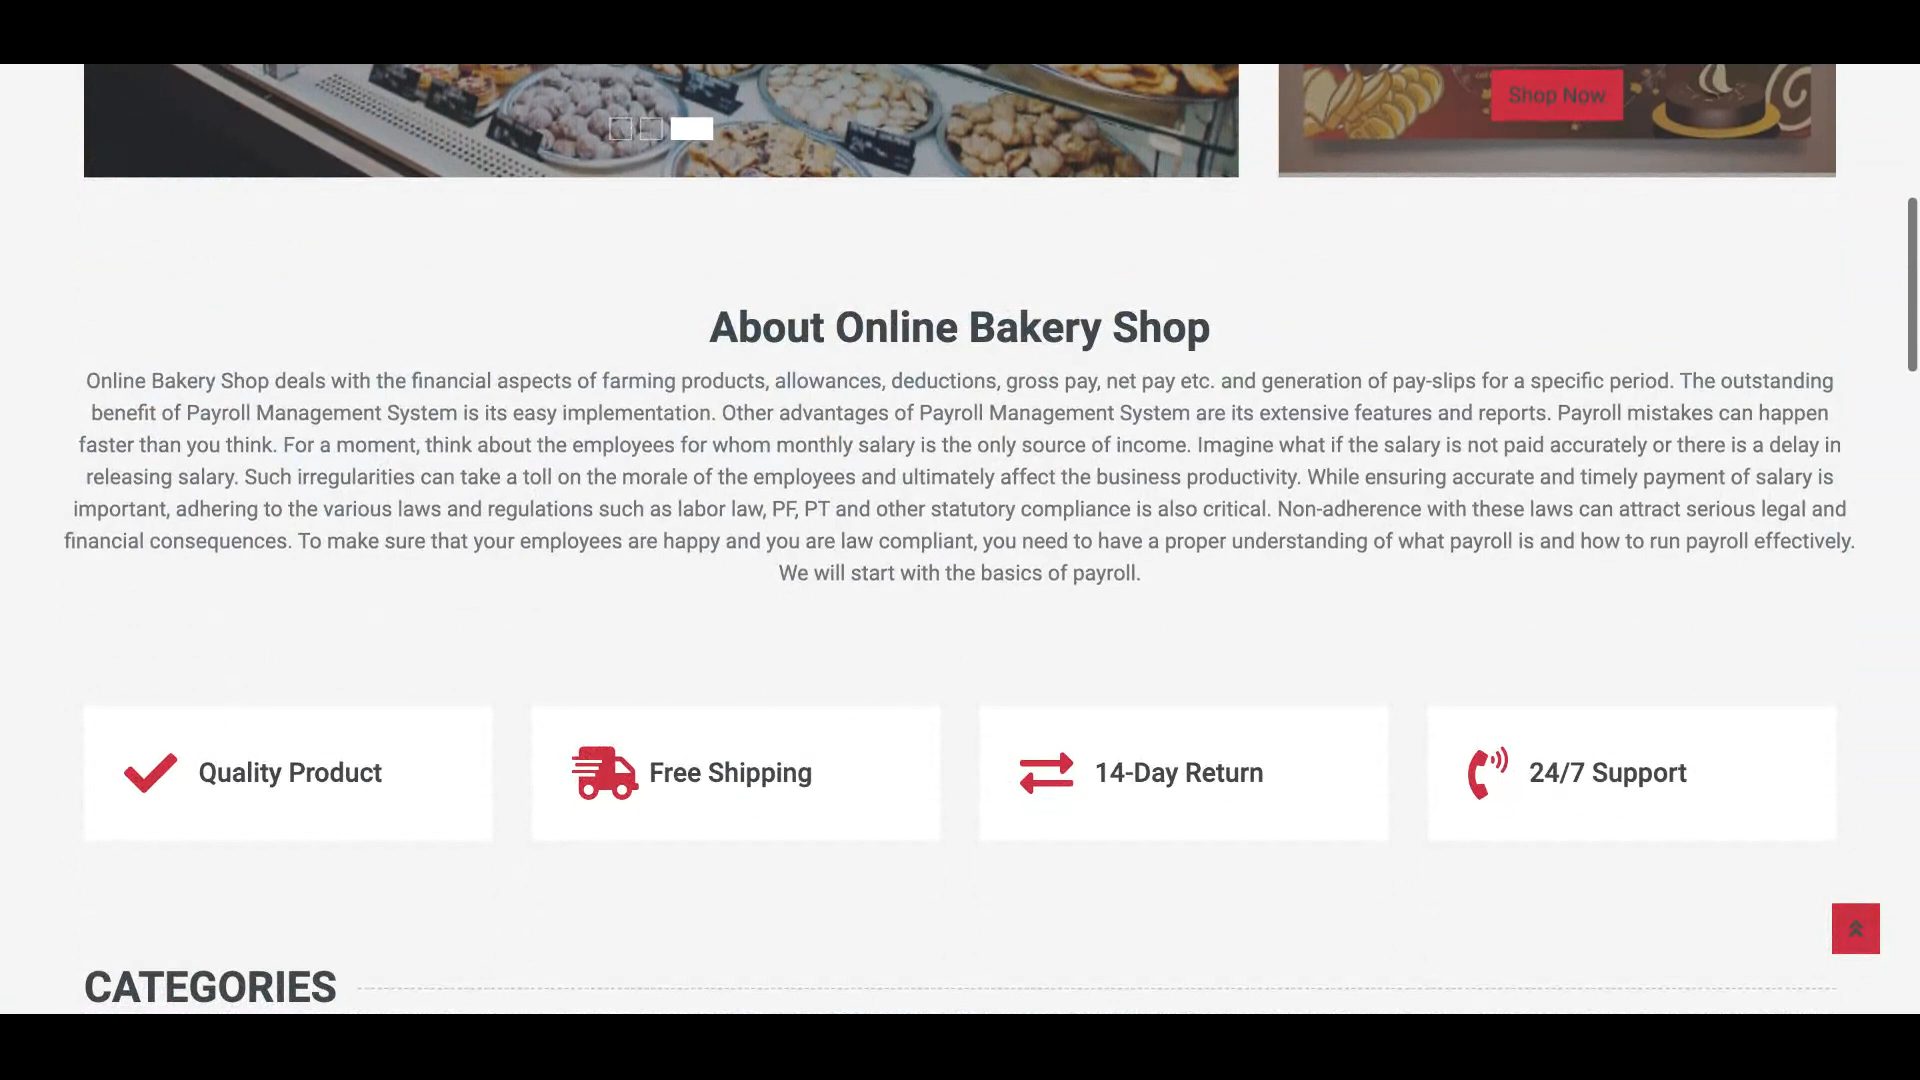 Shop Now
About Online Bakery Shop
Online Bakery Shop deals with the financial aspects of farming products, allowances, deductions, gross pay, net pay etc. and generation of pay-slips for a specific period. The outstanding
benefit of Payroll Management System is its easy implementation. Other advantages of Payroll Management System are its extensive features and reports. Payroll mistakes can happen
faster than you think. For a moment, think about the employees for whom monthly salary is the only source of income. Imagine what if the salary is not paid accurately or there is a delay in
releasing salary. Such irregularities can take a toll on the morale of the employees and ultimately affect the business productivity. While ensuring accurate and timely payment of salary is
important, adhering to the various laws and regulations such as labor law, PF, PT and other statutory compliance is also critical. Non-adherence with these laws can attract serious legal and
financial consequences. To make sure that your employees are happy and you are law compliant, you need to have a proper understanding of what payroll is and how to run payroll effectively.
We will start with the basics of payroll.
Quality Product
Free Shipping
14-Day Return
24/7 Support
CATEGORIES